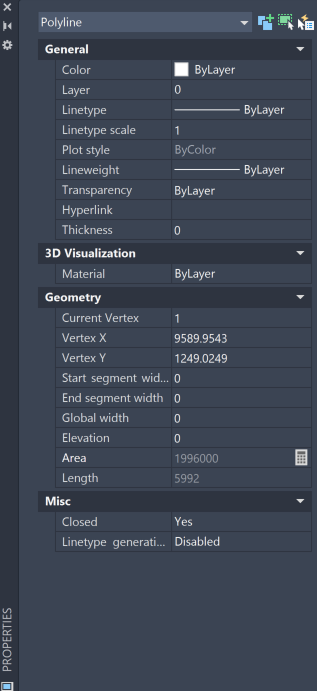 Polyline
General
Color ByLayer
Layer 0
Linetype ByLayer
Linetype scale 1
Plot style ByColor
Lineweight ByLayer
Transparency ByLayer
Hyperlink
Thickness 0
3D Visualization
Material ByLayer
Geometry
Current Vertex 1
Vertex X 9589.9543
Vertex Y 1249.0249
Start segment wid... 0
End segment width 0
Global width 0
Elevation 0
Area 1996000
Length 5992
Misc
Closed Yes
Linetype generati... Disabled
PROPERTIES